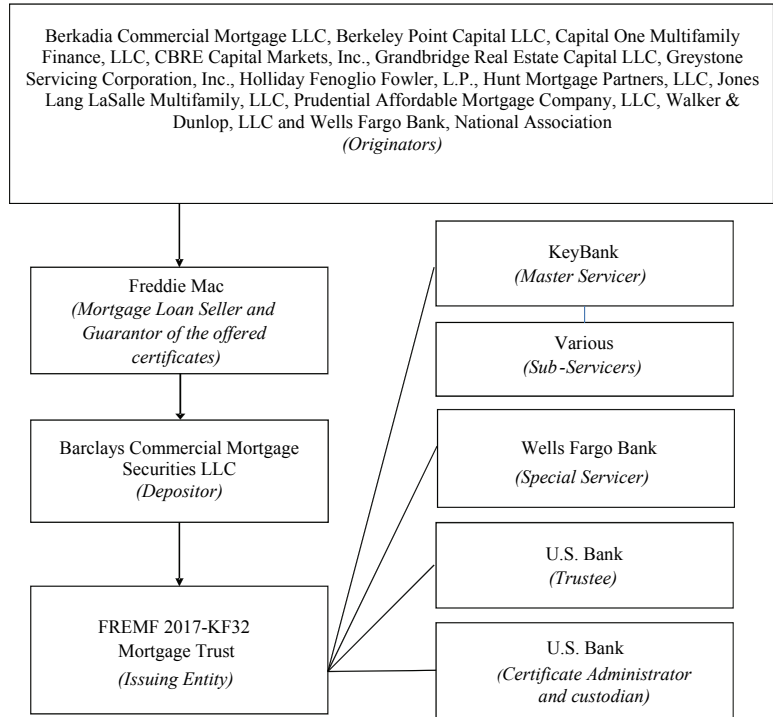 Berkadia Commercial Mortgage LLC, Berkeley Point Capital LLC, Capital One Multifamily
Finance, LLC, CBRE Capital Markets, Inc., Grandbridge Real Estate Capital LLC, Greystone
Servicing Corporation, Inc., Holliday Fenoglio Fowler, L.P., Hunt Mortgage Partners, LLC, Jones
Lang LaSalle Multifamily, LLC, Prudential Affordable Mortgage Company, LLC, Walker &
Dunlop, LLC and Wells Fargo Bank, National Association
(Originators)
Freddie Mac
(Mortgage Loan Seller and
Guarantor of the offered
certificates)
Barclays Commercial Mortgage
Securities LLC
(Depositor)
FREMF 2017-KF32
Mortgage Trust
(Issuing Entity)
KeyBank
(Master Servicer)
Various
(Sub-Servicers)
Wells Fargo Bank
(Special Servicer)
U.S. Bank
(Trustee)
U.S. Bank
(Certificate Administrator
and custodian)